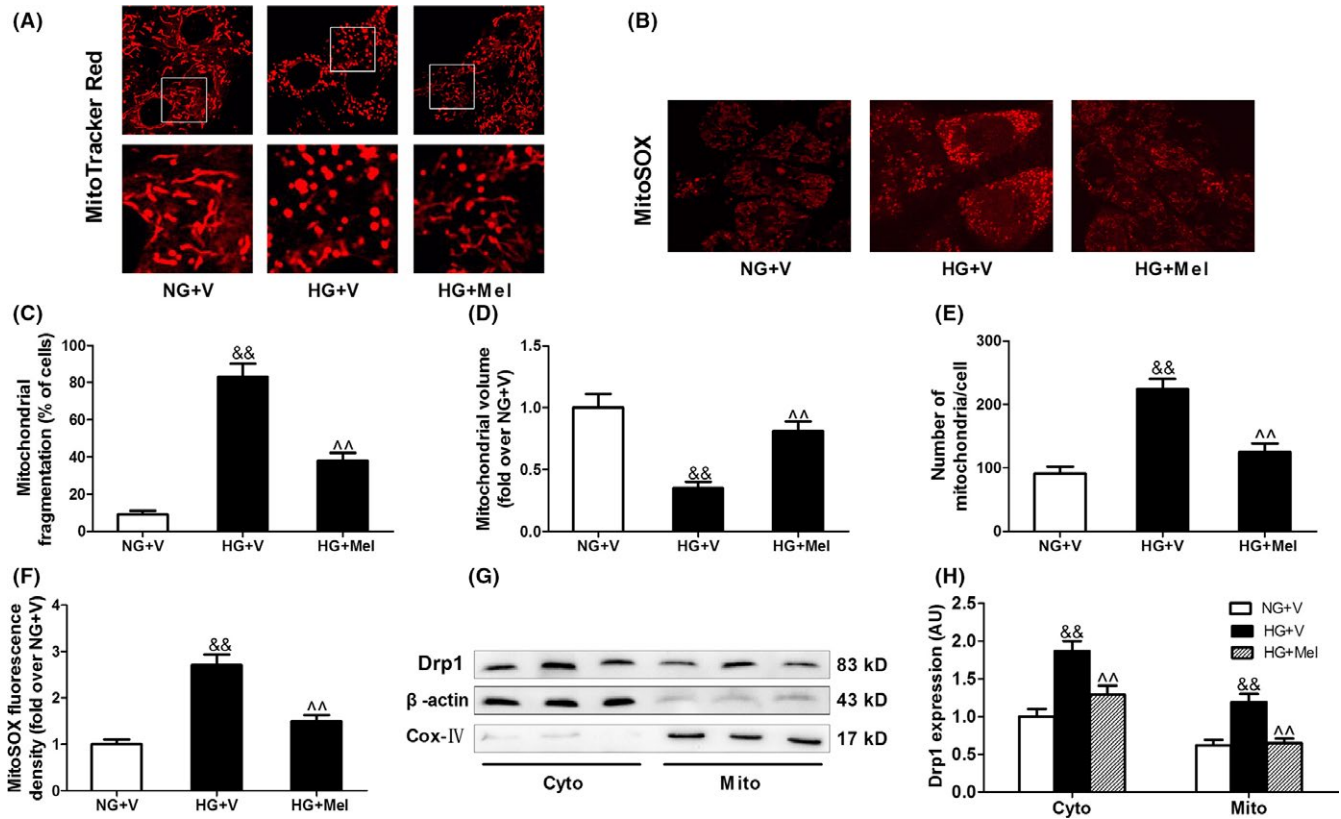 (A)
MitoTracker Red
NG+V HG+V HG+Mel
(B)
MitoSOX
NG+V HG+V HG+Mel
(C)
Mitochondrial
fragmentation (% of cells)
100
80
60
40
20
0
&&
^^
NG+V HG+V HG+Mel
(D)
Mitochondrial volume
(fold over NG+V)
1.5
1.0
0.5
0.0
&&
^^
NG+V HG+V HG+Mel
(E)
Number of
mitochondria/cell
300
200
100
0
&&
^^
NG+V HG+V HG+Mel
(F)
MitoSOX fluorescence
density (fold over NG+V)
4
3
2
1
0
&&
^^
NG+V HG+V HG+Mel
(G)
Drp1 83 kD
β-actin 43 kD
Cox-IV 17 kD
Cyto Mito
(H)
Drp1 expression (AU)
2.5
2.0
1.5
1.0
0.5
0.0
&&
^^
&&
^^
NG+V
HG+V
HG+Mel
Cyto Mito